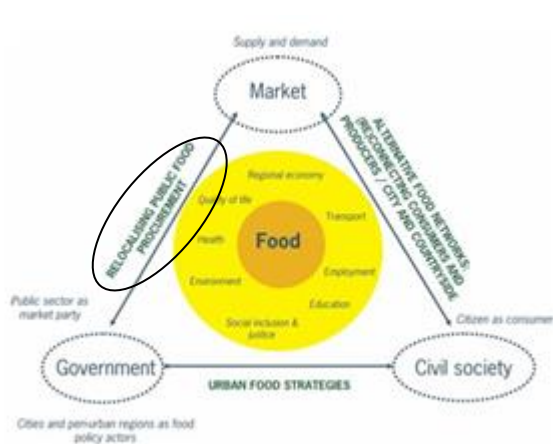 Supply and demand
Market
RELOCALISING PUBLIC FOOD
PROCUREMENT
ALTERNATIVE FOOD NETWORKS:
(RE)CONNECTING CONSUMERS AND
PRODUCERS / CITY AND COUNTRYSIDE
Regional economy
Quality of life
Transport
Health
Food
Environment
Employment
Education
Social inclusion &
justice
Public sector as
market party
Citizen as consumer
Government
Civil society
URBAN FOOD STRATEGIES
Cities and peri-urban regions as food
policy actors